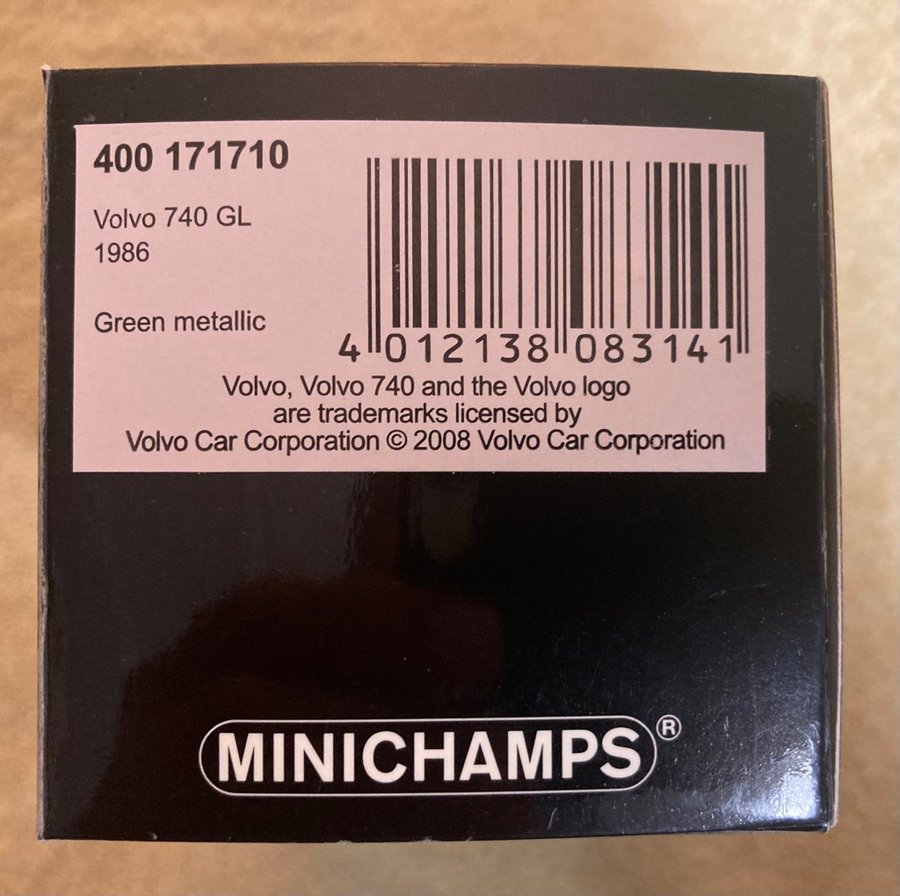 400 171710
Volvo 740 GL
1986
Green metallic
4 012138 083141
Volvo, Volvo 740 and the Volvo logo
are trademarks licensed by
Volvo Car Corporation © 2008 Volvo Car Corporation
MINICHAMPS®